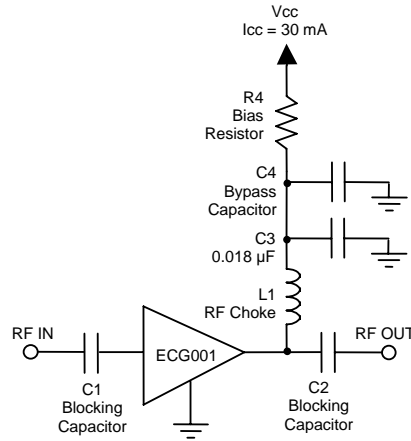 Vcc
Icc = 30 mA
R4
Bias
Resistor
C4
Bypass
Capacitor
C3
0.018 µF
L1
RF Choke
RF IN
ECG001
RF OUT
C1
Blocking
Capacitor
C2
Blocking
Capacitor